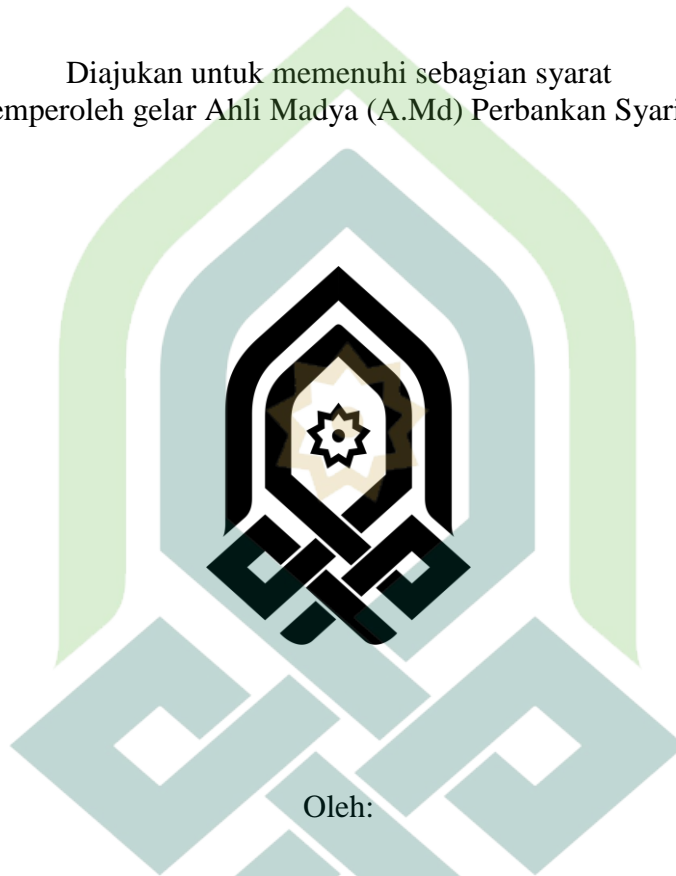 Diajukan untuk memenuhi sebagian syarat
emperoleh gelar Ahli Madya (A.Md) Perbankan Syari
Oleh: